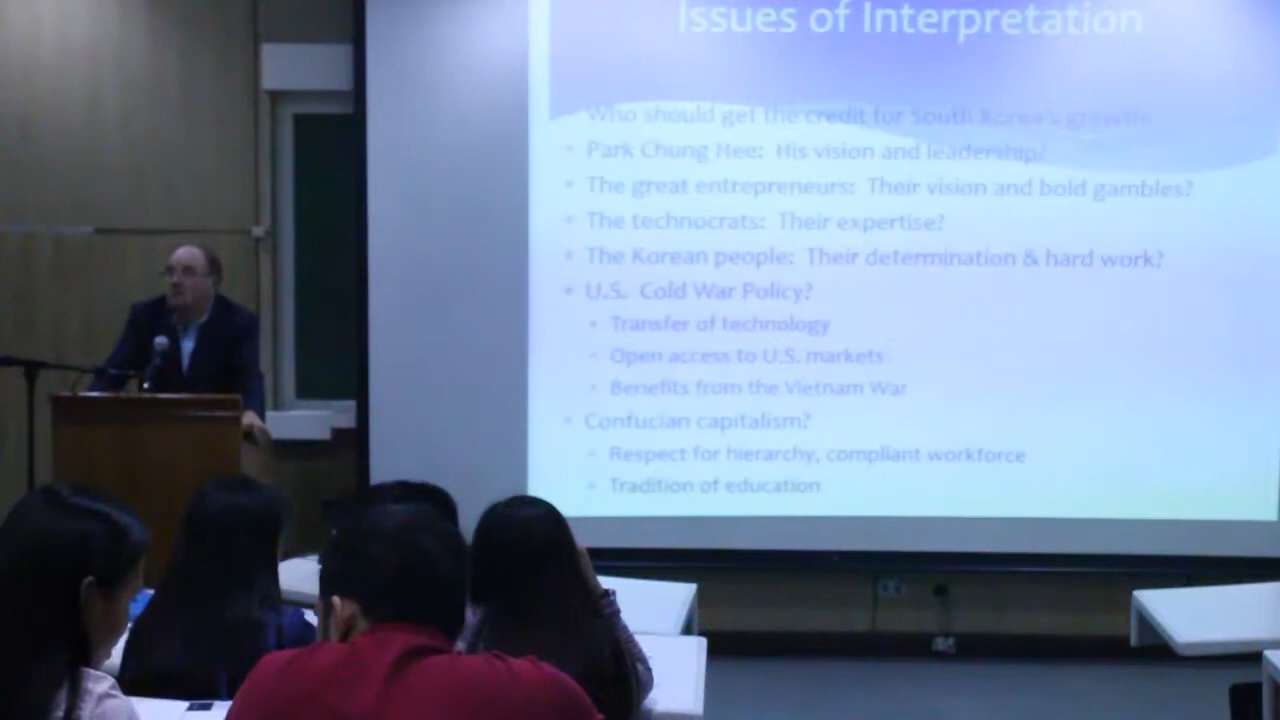 Issues of Interpretation
Who should get the credit for South Korea's growth
• Park Chung Hee: His vision and leadership?
• The great entrepreneurs: Their vision and bold gambles?
• The technocrats: Their expertise?
• The Korean people: Their determination & hard work?
• U.S. Cold War Policy?
• Transfer of technology
• Open access to U.S. markets
• Benefits from the Vietnam War
• Confucian capitalism?
• Respect for hierarchy, compliant workforce
• Tradition of education